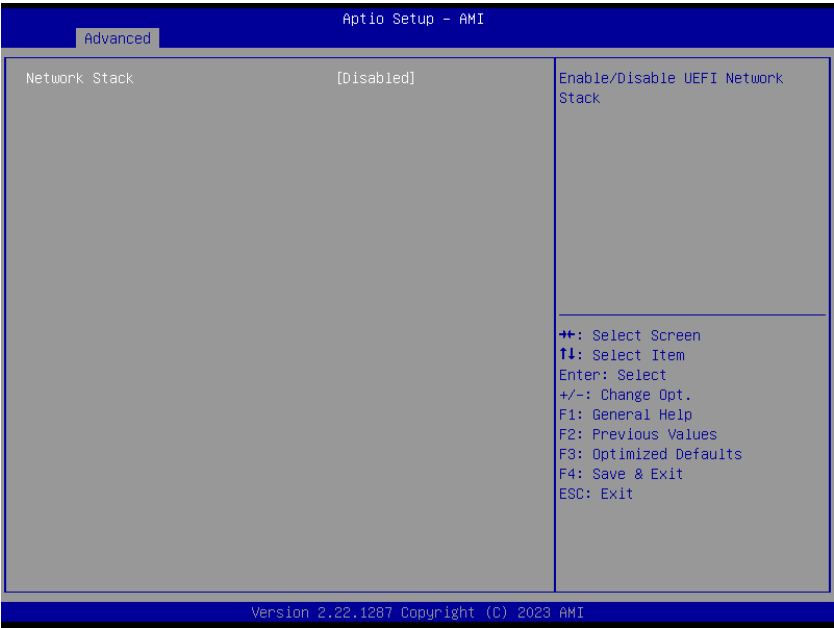 Aptio Setup - AMI
Advanced
Network Stack [Disabled]
Enable/Disable UEFI Network
Stack
→←: Select Screen
↑↓: Select Item
Enter: Select
+/-: Change Opt.
F1: General Help
F2: Previous Values
F3: Optimized Defaults
F4: Save & Exit
ESC: Exit
Version 2.22.1287 Copyright (C) 2023 AMI